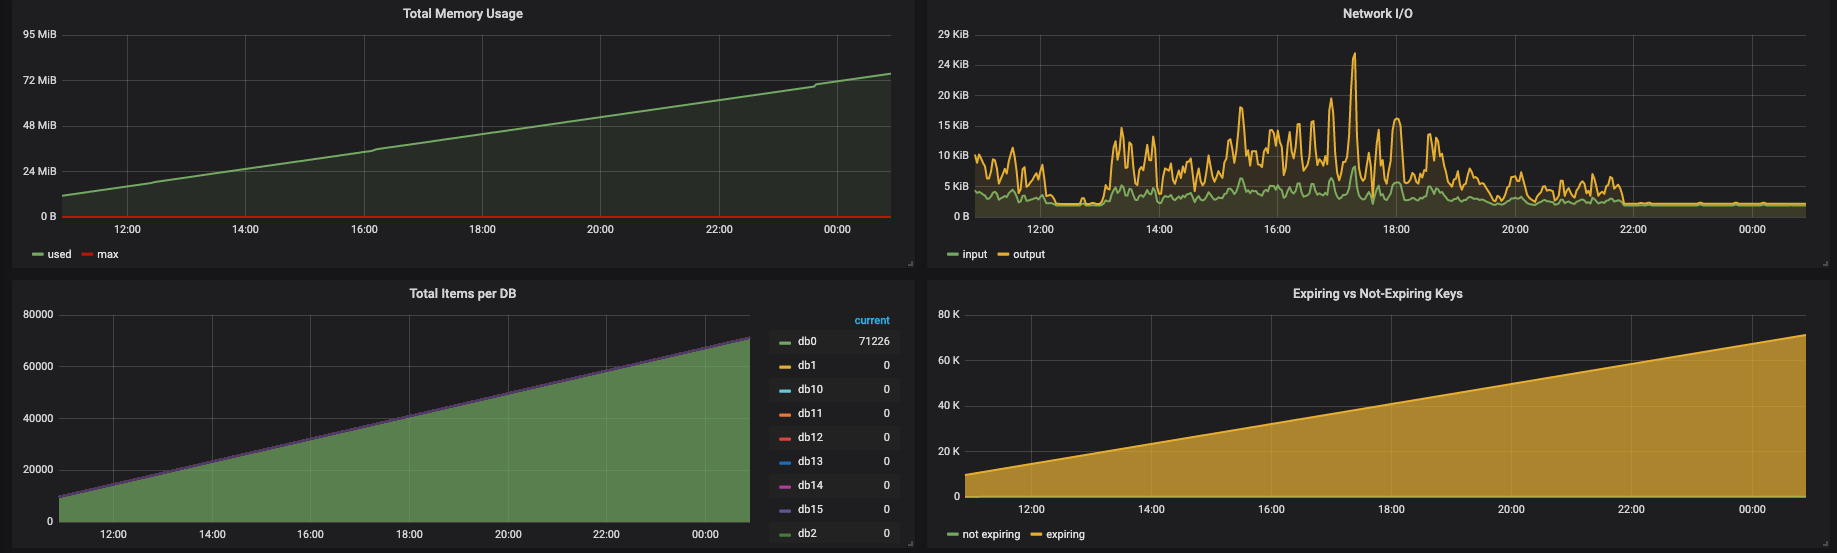 Total Memory Usage
95 MiB
72 MiB
48 MiB
24 MiB
0 B
12:00 14:00 16:00 18:00 20:00 22:00 00:00
used max
Network I/O
29 KiB
24 KiB
20 KiB
15 KiB
10 KiB
5 KiB
0 B
12:00 14:00 16:00 18:00 20:00 22:00 00:00
input output
Total Items per DB
80000
60000
40000
20000
0
12:00 14:00 16:00 18:00 20:00 22:00 00:00
current
db0 71226
db1 0
db10 0
db11 0
db12 0
db13 0
db14 0
db15 0
db2 0
Expiring vs Not-Expiring Keys
80 K
60 K
40 K
20 K
0
12:00 14:00 16:00 18:00 20:00 22:00 00:00
not expiring expiring